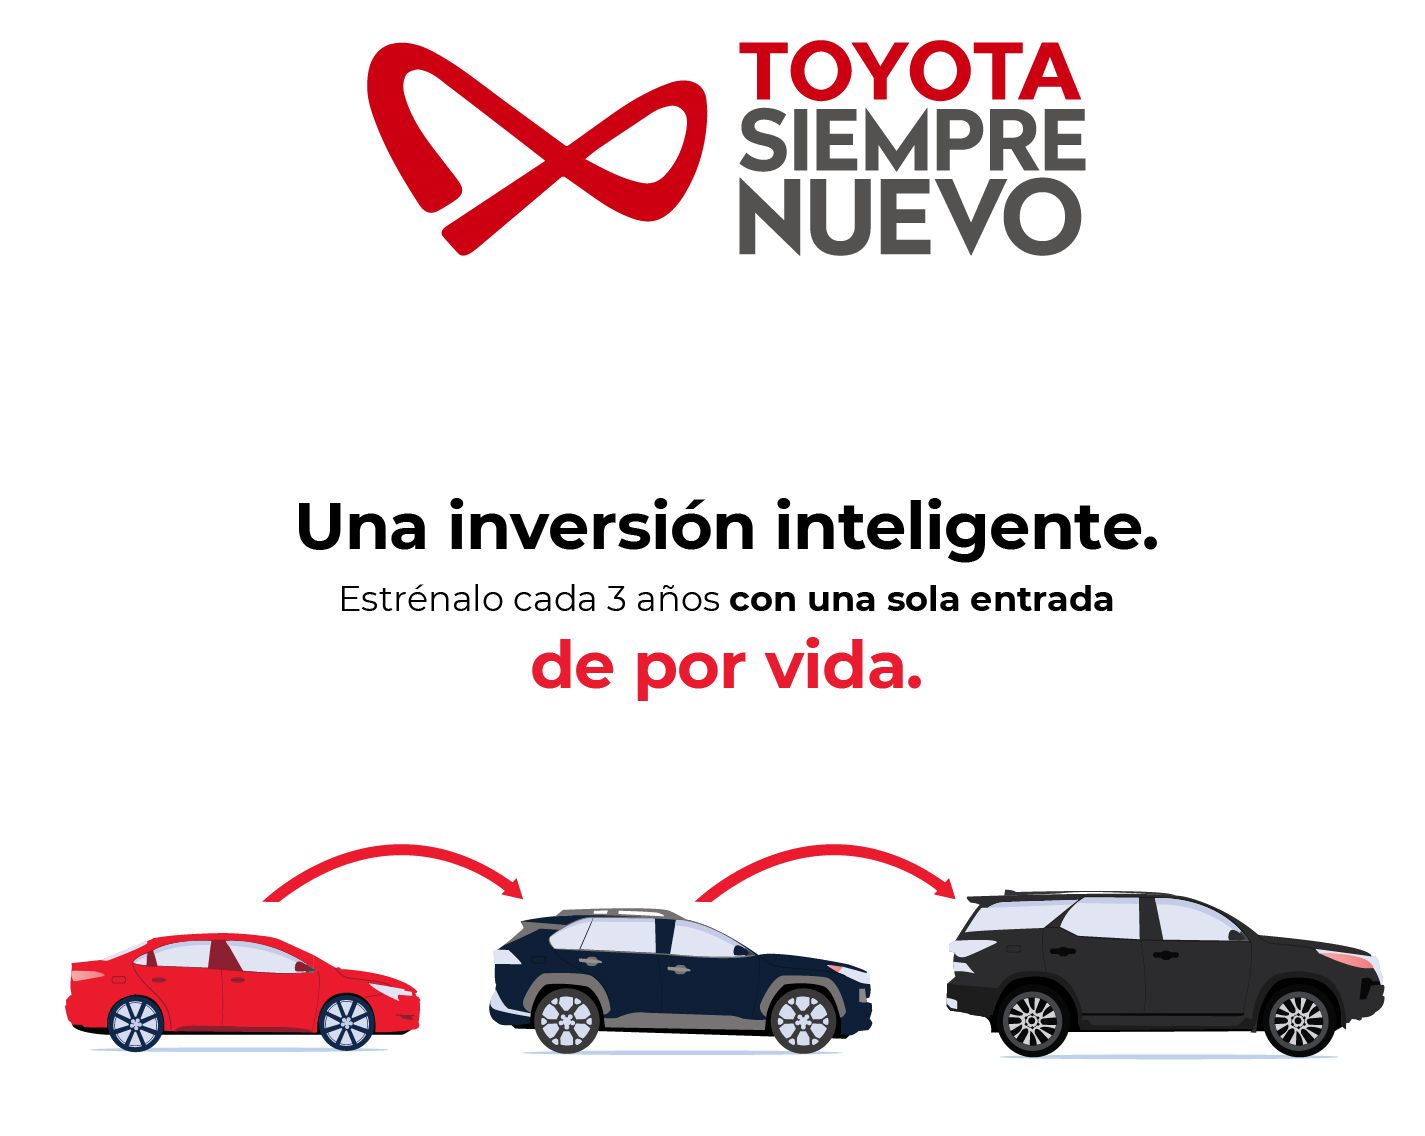 TOYOTA
SIEMPRE
NUEVO
Una inversión inteligente.
Estrénalo cada 3 años con una sola entrada
de por vida.